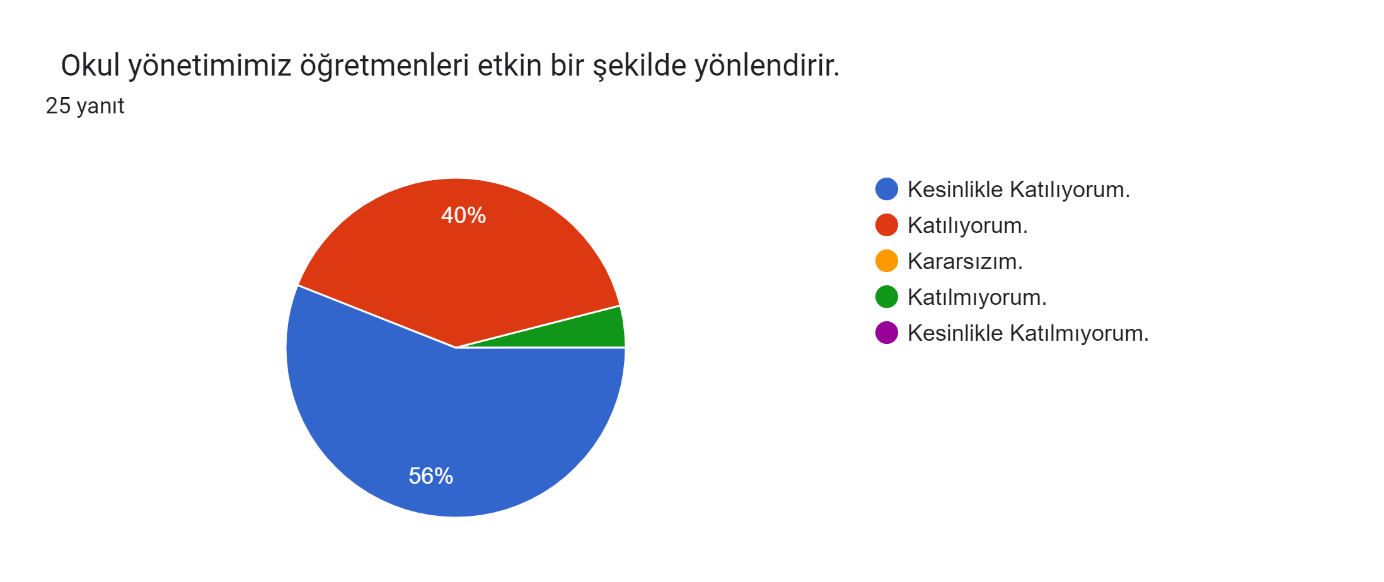 Okul yönetimimiz öğretmenleri etkin bir şekilde yönlendirir.
25 yanıt
40%
56%
Kesinlikle Katılıyorum.
Katılıyorum.
Kararsızım.
Katılmıyorum.
Kesinlikle Katılmıyorum.